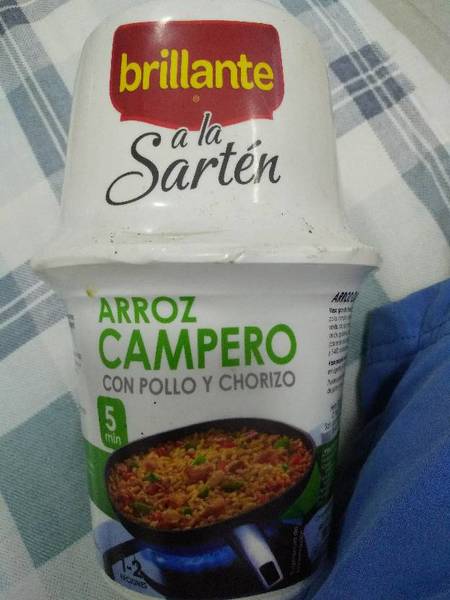 brillante
®
a la
Sartén
ARROZ
CAMPERO
CON POLLO Y CHORIZO
5
min
1-2